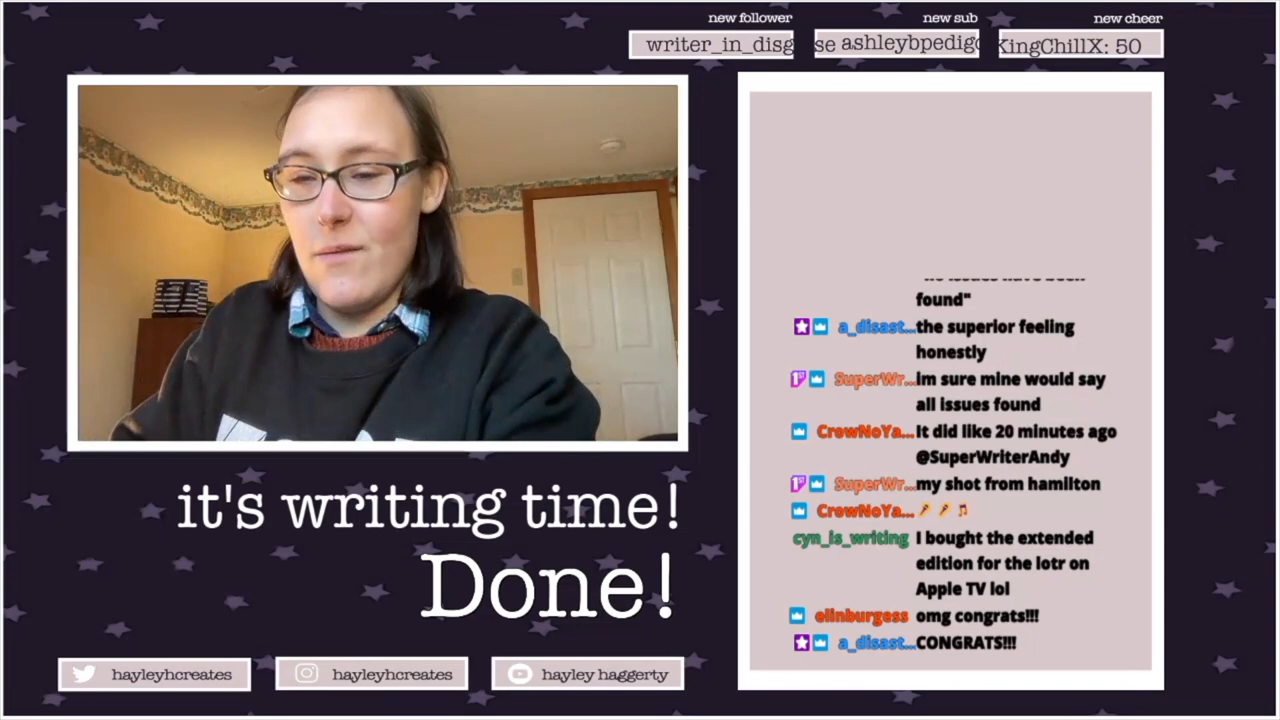 new follower
new sub
new cheer
writer_in_disg
se ashleybpedigo
KingChillX: 50
found"
a_disast... the superior feeling
honestly
SuperWr... im sure mine would say
all issues found
CrowNoYa... It did like 20 minutes ago
@SuperWriterAndy
SuperWr... my shot from hamilton
CrowNoYa...
cyn_is_writing I bought the extended
edition for the lotr on
Apple TV lol
elinburgess omg congrats!!!
a_disast... CONGRATS!!!
it's writing time!
Done!
hayleyhcreates
hayleyhcreates
hayley haggerty